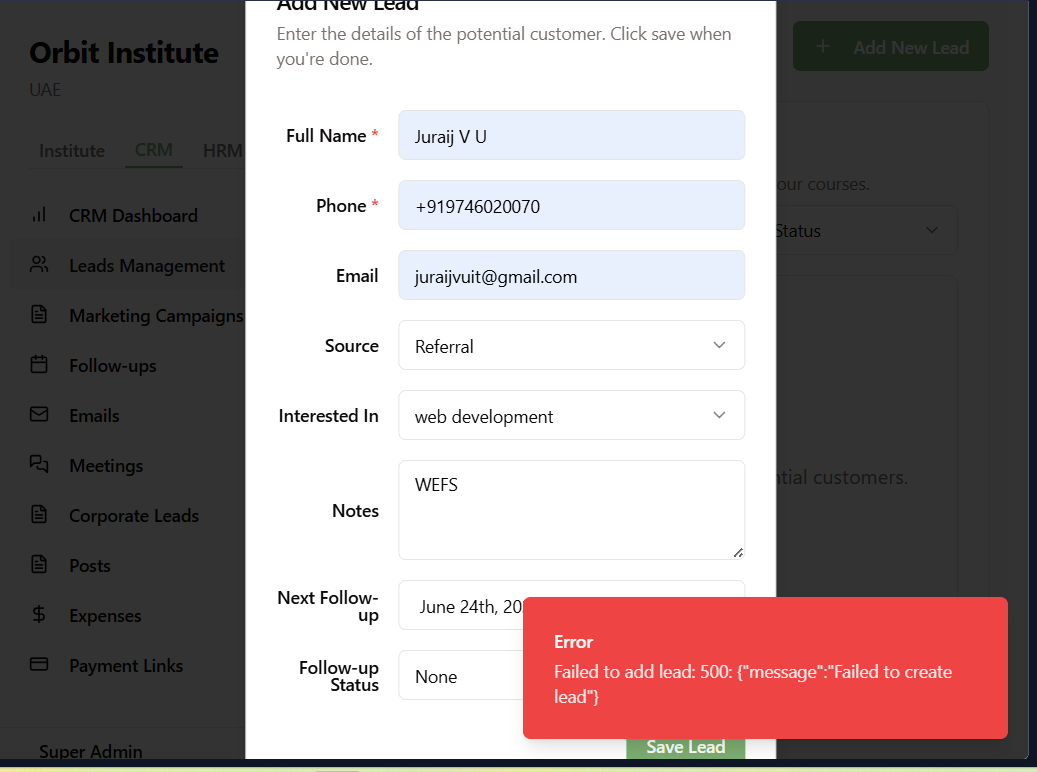 Add New Lead
Enter the details of the potential customer. Click save when
you're done.
Orbit Institute
UAE
Add New Lead
Institute
CRM
HRM
CRM Dashboard
Leads Management
Marketing Campaigns
Follow-ups
Emails
Meetings
Corporate Leads
Posts
Expenses
Payment Links
Super Admin
Full Name *
Juraij V U
Phone *
+919746020070
Email
juraijvuit@gmail.com
Source
Referral
Interested In
web development
Notes
WEFS
Next Follow-
up
June 24th, 20
Follow-up
Status
None
Save Lead
our courses.
Status
customers.
Error
Failed to add lead: 500: {"message":"Failed to create
lead"}